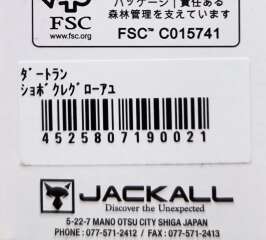 FSC
www.fsc.org
パッケージ | 責任ある
森林管理を支えています
FSC™ C015741
ﾀﾞｰﾄﾗﾝ
ｼｮﾎﾞｸﾚｸﾞﾛｰｱﾕ
4525807190021
JACKALL
Discover the Unexpected
5-22-7 MANO OTSU CITY SHIGA JAPAN
PHONE : 077-571-2412 / FAX : 077-571-2413